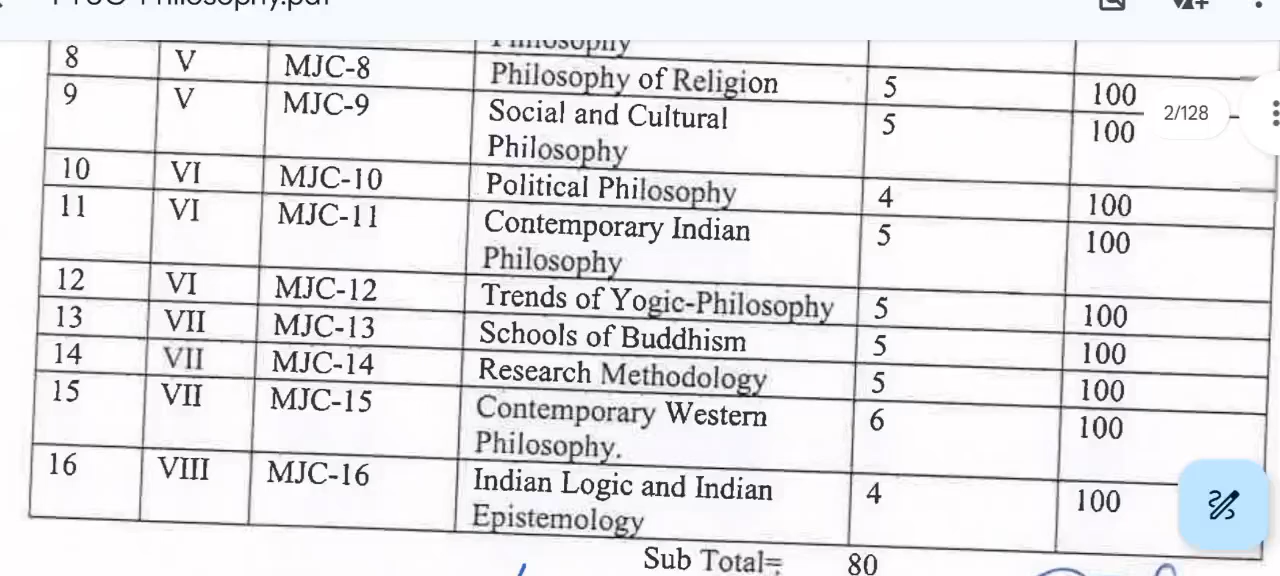 Philosophy
8 V MJC-8 Philosophy of Religion 5 100
2/128
9 V MJC-9 Social and Cultural 5 100
Philosophy
10 VI MJC-10 Political Philosophy 4 100
11 VI MJC-11 Contemporary Indian 5 100
Philosophy
12 VI MJC-12 Trends of Yogic-Philosophy 5 100
13 VII MJC-13 Schools of Buddhism 5 100
14 VII MJC-14 Research Methodology 5 100
15 VII MJC-15 Contemporary Western 6 100
Philosophy.
16 VIII MJC-16 Indian Logic and Indian 4 100
Epistemology
Sub Total= 80